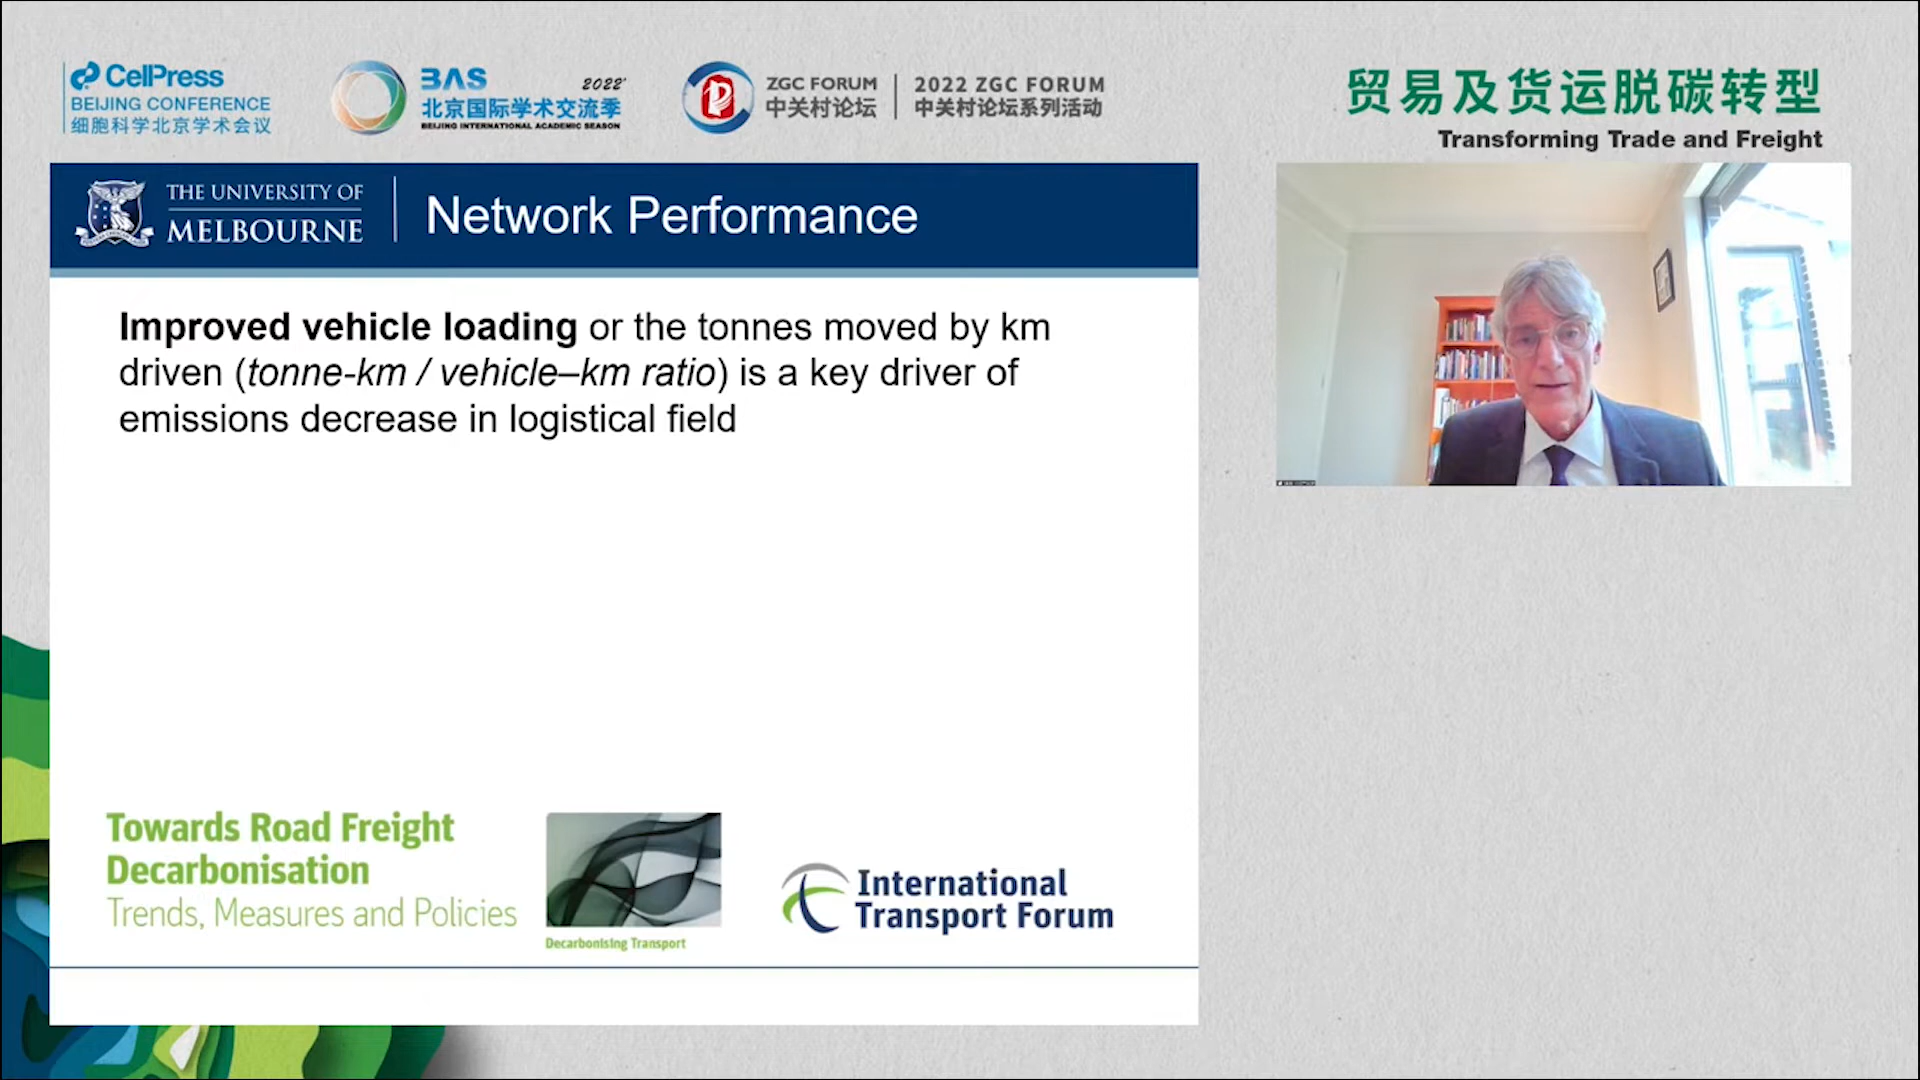 CellPress
BEIJING CONFERENCE
细胞科学北京学术会议
BAS 2022
北京国际学术交流季
BEIJING INTERNATIONAL ACADEMIC SEASON
ZGC FORUM
中关村论坛
2022 ZGC FORUM
中关村论坛系列活动
贸易及货运脱碳转型
Transforming Trade and Freight
THE UNIVERSITY OF
MELBOURNE
Network Performance
Improved vehicle loading or the tonnes moved by km
driven (tonne-km / vehicle–km ratio) is a key driver of
emissions decrease in logistical field
Towards Road Freight
Decarbonisation
Trends, Measures and Policies
Decarbonising Transport
International
Transport Forum